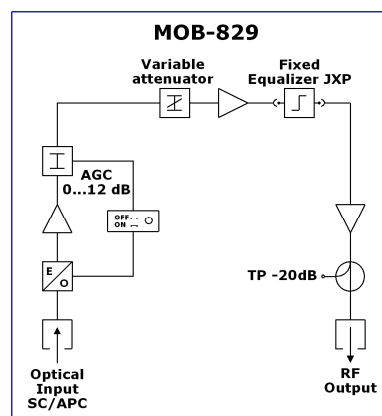 MOB-829
Variable
attenuator
Fixed
Equalizer JXP
AGC
0...12 dB
OFF
ON
E
O
TP -20dB
Optical
Input
SC/APC
RF
Output